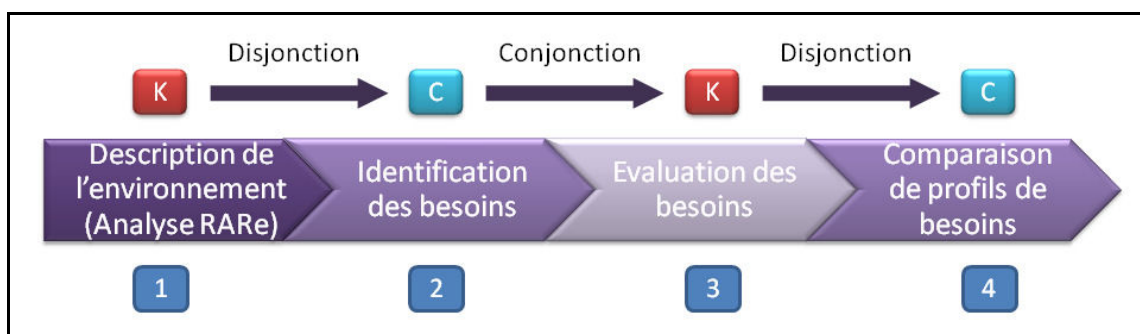 Disjonction Conjonction Disjonction
K C K C
Description de
l'environnement
(Analyse RARe)
Identification
des besoins
Evaluation des
besoins
Comparaison
de profils de
besoins
1 2 3 4